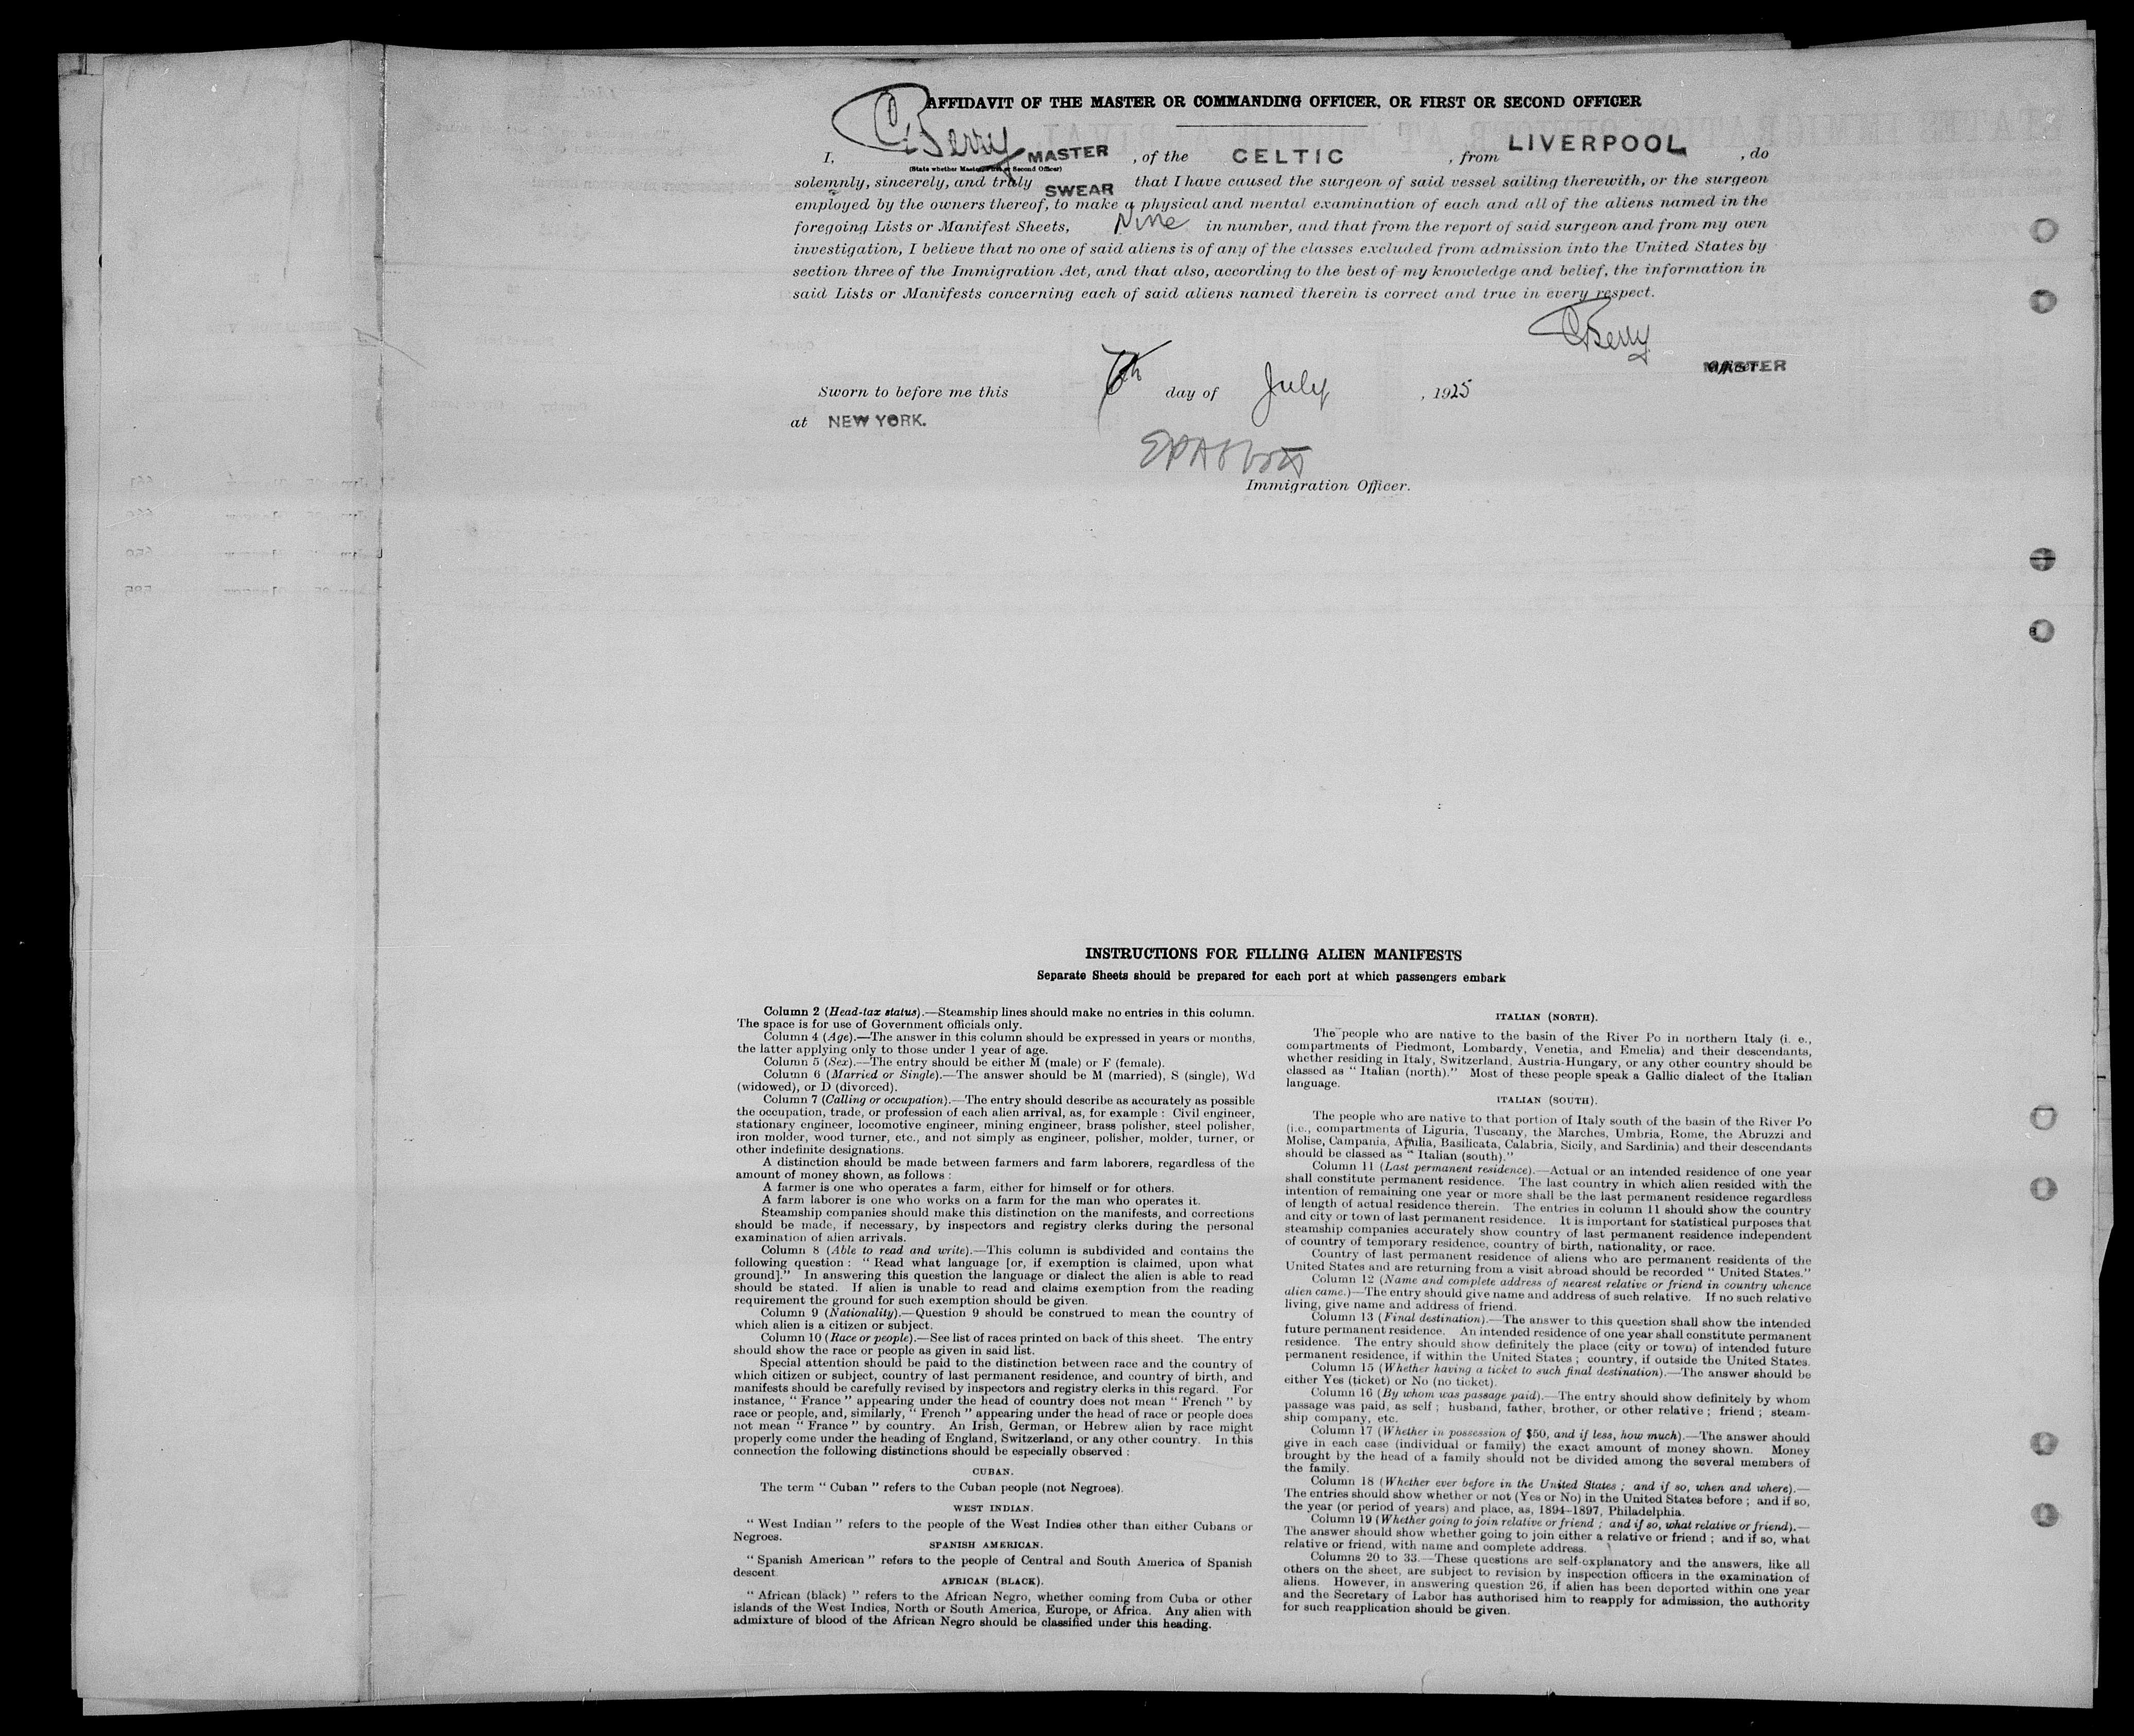 AFFIDAVIT OF THE MASTER OR COMMANDING OFFICER, OR FIRST OR SECOND OFFICER
I, C Berry MASTER, of the CELTIC, from LIVERPOOL, do
(State whether Master, First or Second Officer)
solemnly, sincerely, and truly SWEAR that I have caused the surgeon of said vessel sailing therewith, or the surgeon
employed by the owners thereof, to make a physical and mental examination of each and all of the aliens named in the
foregoing Lists or Manifest Sheets, Nine in number, and that from the report of said surgeon and from my own
investigation, I believe that no one of said aliens is of any of the classes excluded from admission into the United States by
section three of the Immigration Act, and that also, according to the best of my knowledge and belief, the information in
said Lists or Manifests concerning each of said aliens named therein is correct and true in every respect.
C Berry
MASTER
Sworn to before me this day of July, 1925
at NEW YORK.
Immigration Officer.
INSTRUCTIONS FOR FILLING ALIEN MANIFESTS
Separate Sheets should be prepared for each port at which passengers embark
Column 2 (Head-tax status).—Steamship lines should make no entries in this column.
The space is for use of Government officials only.
Column 4 (Age).—The answer in this column should be expressed in years or months,
the latter applying only to those under 1 year of age.
Column 5 (Sex).—The entry should be either M (male) or F (female).
Column 6 (Married or Single).—The answer should be M (married), S (single), Wd
(widowed), or D (divorced).
Column 7 (Calling or occupation).—The entry should describe as accurately as possible
the occupation, trade, or profession of each alien arrival, as, for example : Civil engineer,
stationary engineer, locomotive engineer, mining engineer, brass polisher, steel polisher,
iron molder, wood turner, etc., and not simply as engineer, polisher, molder, turner, or
other indefinite designations.
A distinction should be made between farmers and farm laborers, regardless of the
amount of money shown, as follows :
A farmer is one who operates a farm, either for himself or for others.
A farm laborer is one who works on a farm for the man who operates it.
Steamship companies should make this distinction on the manifests, and corrections
should be made, if necessary, by inspectors and registry clerks during the personal
examination of alien arrivals.
Column 8 (Able to read and write).—This column is subdivided and contains the
following question : “ Read what language [or, if exemption is claimed, upon what
ground].” In answering this question the language or dialect the alien is able to read
should be stated. If alien is unable to read and claims exemption from the reading
requirement the ground for such exemption should be given.
Column 9 (Nationality).—Question 9 should be construed to mean the country of
which alien is a citizen or subject.
Column 10 (Race or people).—See list of races printed on back of this sheet. The entry
should show the race or people as given in said list.
Special attention should be paid to the distinction between race and the country of
which citizen or subject, country of last permanent residence, and country of birth, and
manifests should be carefully revised by inspectors and registry clerks in this regard. For
instance, “ France ” appearing under the head of country does not mean “ French ” by
race or people, and, similarly, “ French ” appearing under the head of race or people does
not mean “ France ” by country. An Irish, German, or Hebrew alien by race might
properly come under the heading of England, Switzerland, or any other country. In this
connection the following distinctions should be especially observed :
CUBAN.
The term “ Cuban ” refers to the Cuban people (not Negroes).
WEST INDIAN.
“ West Indian ” refers to the people of the West Indies other than either Cubans or
Negroes.
SPANISH AMERICAN.
“ Spanish American ” refers to the people of Central and South America of Spanish
descent.
AFRICAN (BLACK).
“ African (black) ” refers to the African Negro, whether coming from Cuba or other
islands of the West Indies, North or South America, Europe, or Africa. Any alien with
admixture of blood of the African Negro should be classified under this heading.
ITALIAN (NORTH).
The people who are native to the basin of the River Po in northern Italy (i. e.,
compartments of Piedmont, Lombardy, Venetia, and Emelia) and their descendants,
whether residing in Italy, Switzerland, Austria-Hungary, or any other country should be
classed as “ Italian (north).” Most of these people speak a Gallic dialect of the Italian
language.
ITALIAN (SOUTH).
The people who are native to that portion of Italy south of the basin of the River Po
(i.e., compartments of Liguria, Tuscany, the Marches, Umbria, Rome, the Abruzzi and
Molise, Campania, Apulia, Basilicata, Calabria, Sicily, and Sardinia) and their descendants
should be classed as “ Italian (south).”
Column 11 (Last permanent residence).—Actual or an intended residence of one year
shall constitute permanent residence. The last country in which alien resided with the
intention of remaining one year or more shall be the last permanent residence regardless
of length of actual residence therein. The entries in column 11 should show the country
and city or town of last permanent residence. It is important for statistical purposes that
steamship companies accurately show country of last permanent residence independent
of country of temporary residence, country of birth, nationality, or race.
Country of last permanent residence of aliens who are permanent residents of the
United States and are returning from a visit abroad should be recorded “ United States.”
Column 12 (Name and complete address of nearest relative or friend in country whence
alien came.)—The entry should give name and address of such relative. If no such relative
living, give name and address of friend.
Column 13 (Final destination).—The answer to this question shall show the intended
future permanent residence. An intended residence of one year shall constitute permanent
residence. The entry should show definitely the place (city or town) of intended future
permanent residence, if within the United States ; country, if outside the United States.
Column 15 (Whether having a ticket to such final destination).—The answer should be
either Yes (ticket) or No (no ticket).
Column 16 (By whom was passage paid).—The entry should show definitely by whom
passage was paid, as self ; husband, father, brother, or other relative ; friend ; steam-
ship company, etc.
Column 17 (Whether in possession of $50, and if less, how much).—The answer should
give in each case (individual or family) the exact amount of money shown. Money
brought by the head of a family should not be divided among the several members of
the family.
Column 18 (Whether ever before in the United States ; and if so, when and where).—
The entries should show whether or not (Yes or No) in the United States before ; and if so,
the year (or period of years) and place, as, 1894–1897, Philadelphia.
Column 19 (Whether going to join relative or friend ; and if so, what relative or friend).—
The answer should show whether going to join either a relative or friend ; and if so, what
relative or friend, with name and complete address.
Columns 20 to 33.—These questions are self-explanatory and the answers, like all
others on the sheet, are subject to revision by inspection officers in the examination of
aliens. However, in answering question 26, if alien has been deported within one year
and the Secretary of Labor has authorised him to reapply for admission, the authority
for such reapplication should be given.